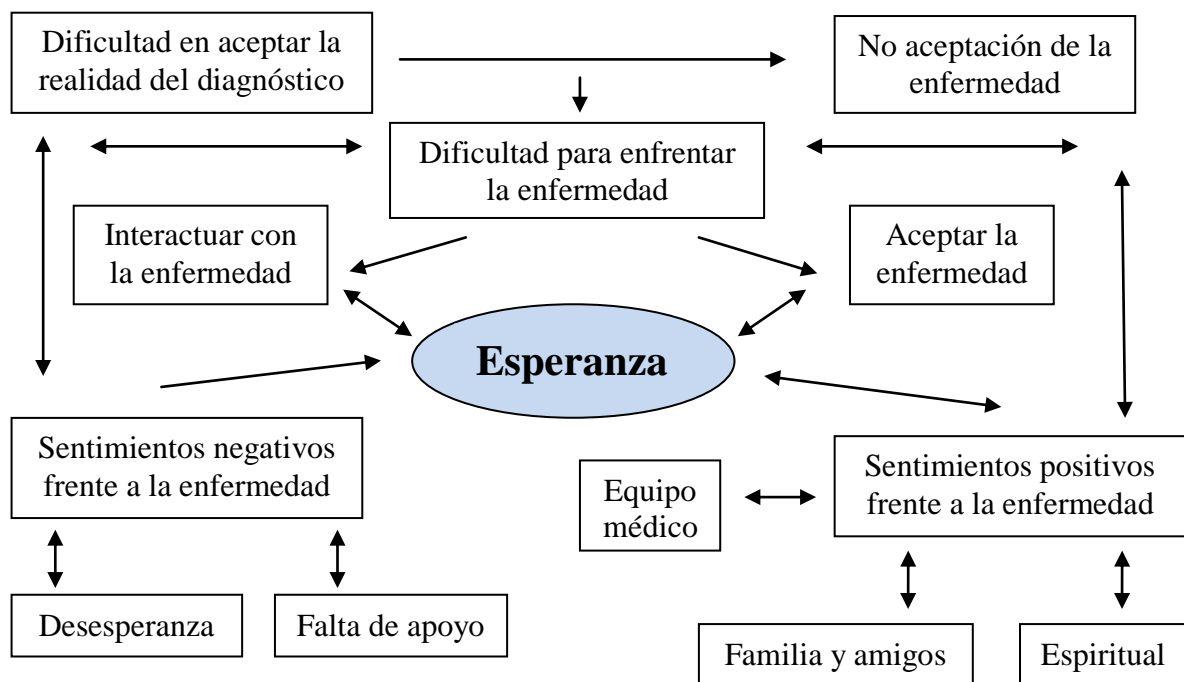 Dificultad en aceptar la
realidad del diagnóstico
No aceptación de la
enfermedad
Dificultad para enfrentar
la enfermedad
Interactuar con
la enfermedad
Aceptar la
enfermedad
Esperanza
Sentimientos negativos
frente a la enfermedad
Sentimientos positivos
frente a la enfermedad
Equipo
médico
Desesperanza
Falta de apoyo
Familia y amigos
Espiritual